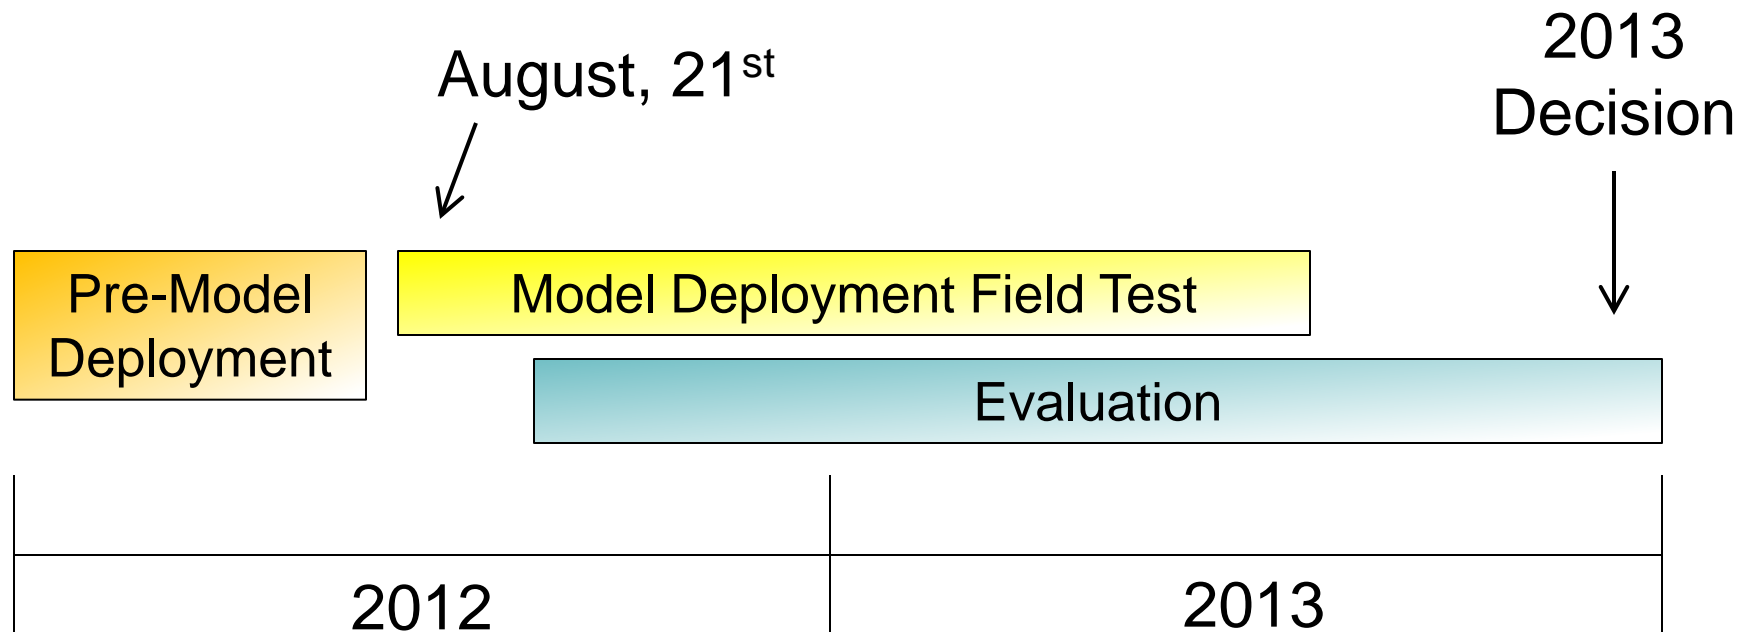 August, 21st
2013
Decision
Pre-Model
Deployment
Model Deployment Field Test
Evaluation
2012
2013